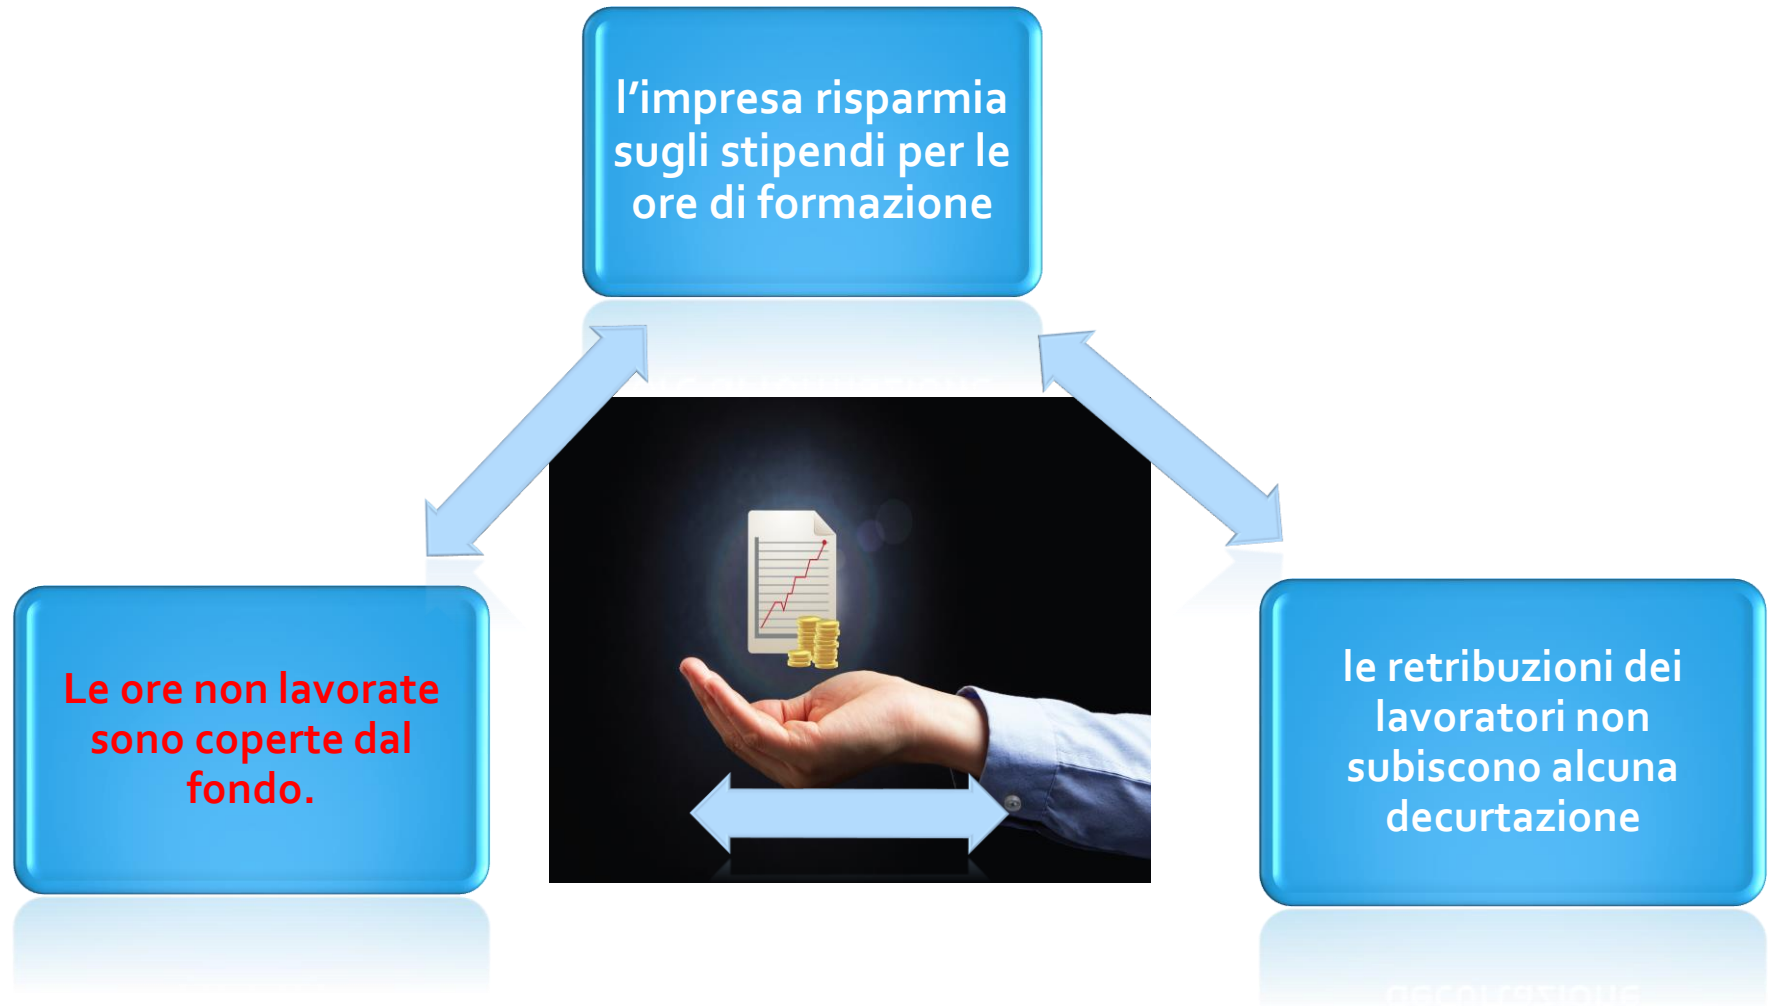 l’impresa risparmia
sugli stipendi per le
ore di formazione
Le ore non lavorate
sono coperte dal
fondo.
le retribuzioni dei
lavoratori non
subiscono alcuna
decurtazione